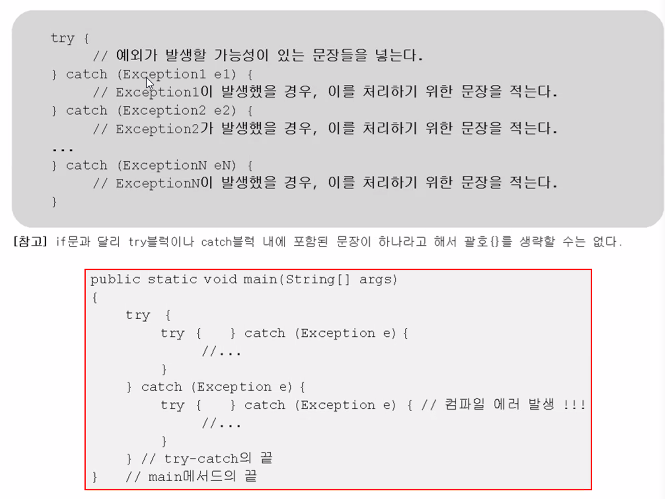 try {
// 예외가 발생할 가능성이 있는 문장들을 넣는다.
} catch (Exception1 e1) {
// Exception1이 발생했을 경우, 이를 처리하기 위한 문장을 적는다.
} catch (Exception2 e2) {
// Exception2가 발생했을 경우, 이를 처리하기 위한 문장을 적는다.
...
} catch (ExceptionN eN) {
// ExceptionN이 발생했을 경우, 이를 처리하기 위한 문장을 적는다.
}
[참고] if문과 달리 try블럭이나 catch블럭 내에 포함된 문장이 하나라고 해서 괄호{}를 생략할 수는 없다.
public static void main(String[] args)
{
try {
try { } catch (Exception e) {
//...
}
} catch (Exception e) {
try { } catch (Exception e) { // 컴파일 에러 발생 !!!
//...
}
} // try-catch의 끝
} // main메서드의 끝